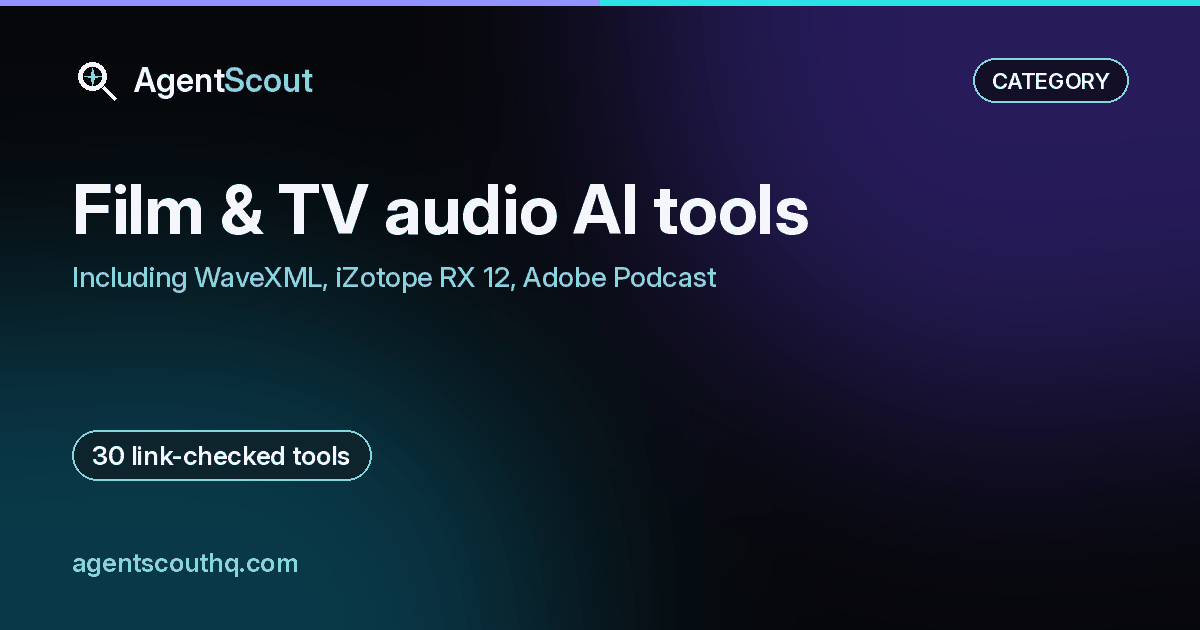 AgentScout
CATEGORY
Film & TV audio AI tools
Including WaveXML, iZotope RX 12, Adobe Podcast
30 link-checked tools
agentscouthq.com